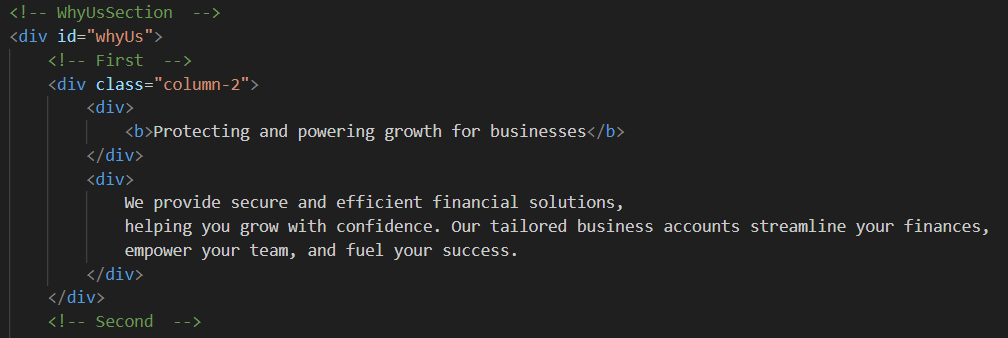 <!-- WhyUsSection  -->
<div id="whyUs">
    <!-- First  -->
    <div class="column-2">
        <div>
            <b>Protecting and powering growth for businesses</b>
        </div>
        <div>
            We provide secure and efficient financial solutions,
            helping you grow with confidence. Our tailored business accounts streamline your finances,
            empower your team, and fuel your success.
        </div>
    </div>
    <!-- Second  -->